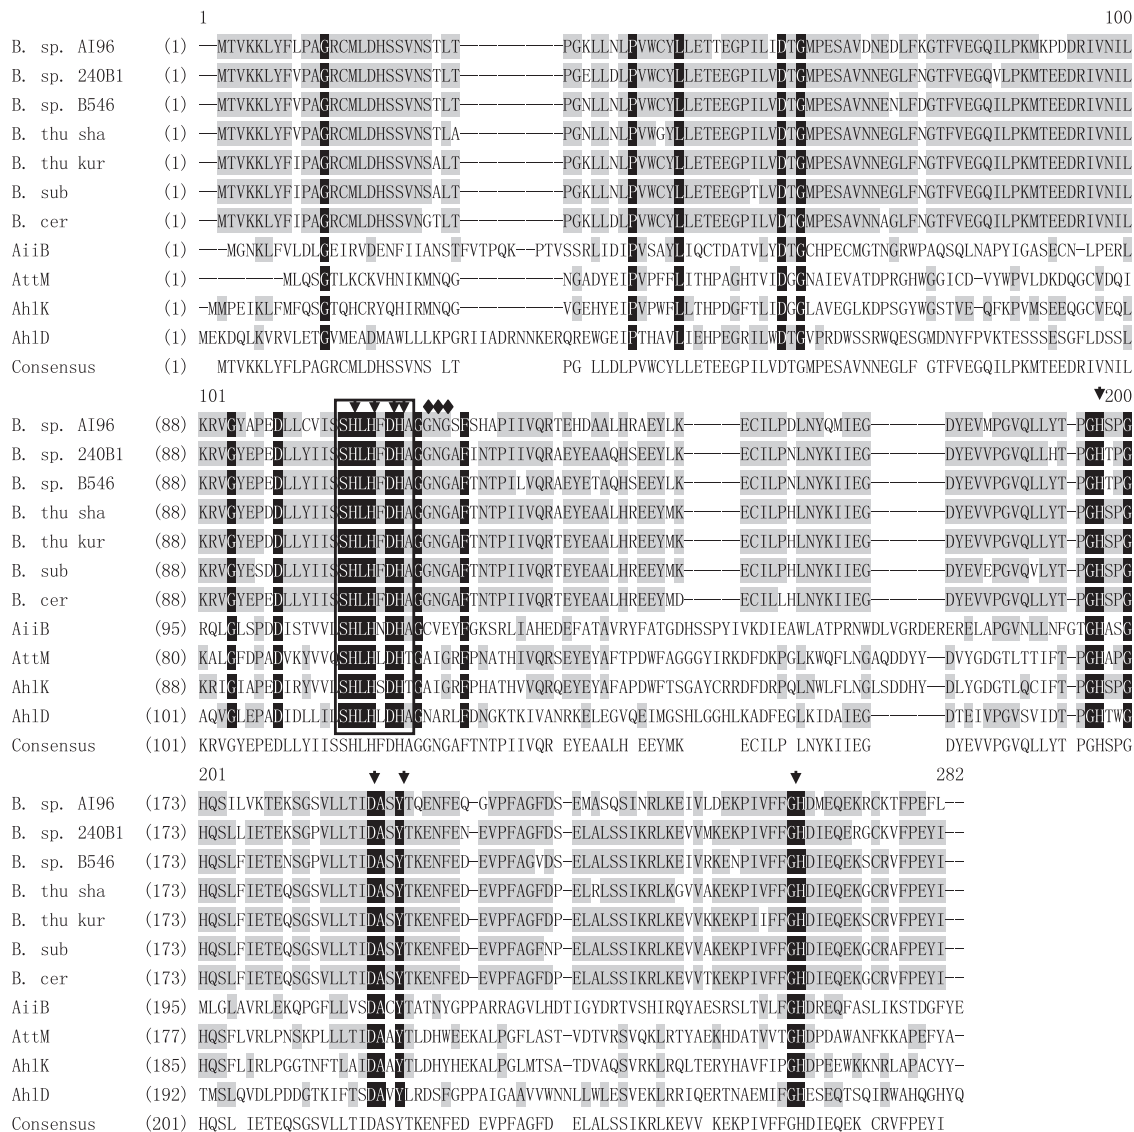 1 100
B. sp. AI96 (1) ––MTVKKLYFLPAGRCMLDHSSVNSTLT–––––––––––PGKLLNLPVWCYLLETTEGPILIDTGMPESAVDNEDLFKGTFVEGQILPKMKPDDRIVNIL
B. sp. 240B1 (1) ––MTVKKLYFVPAGRCMLDHSSVNSTLT–––––––––––PGELLDLPVWCYLLETEEGPILVDTGMPESAVNNEGLFNGTFVEGQVLPKMTEEDRIVNIL
B. sp. B546 (1) ––MTVKKLYFVPAGRCMLDHSSVNSTLT–––––––––––PGNLLNLPVWCYLLETEEGPILVDTGMPESAVNNENLFDGTFVEGQILPKMTEEDRIVNIL
B. thu sha (1) ––MTVKKLYFVPAGRCMLDHSSVNSTLA–––––––––––PGNLLNLPVWGYLLETEEGPILVDTGMPESAVNNEGLFNGTFVEGQILPKMTEEDRIVNIL
B. thu kur (1) ––MTVKKLYFIPAGRCMLDHSSVNSALT–––––––––––PGKLLNLPVWCYLLETEEGPILVDTGMPESAVNNEGLFNGTFVEGQILPKMTEEDRIVNIL
B. sub (1) ––MTVKKLYFIPAGRCMLDHSSVNSALT–––––––––––PGKLLNLPVWCYLLETEEGPTLVDTGMPESAVNNEGLFNGTFVEGQILPKMTEEDRIVNIL
B. cer (1) ––MTVKKLYFIPAGRCMLDHSSVNGTLT–––––––––––PGKLLDLPVWCYLLETEEGPILVDTGMPESAVNNAGLFNGTFVEGQILPKMTEEDRIVNIL
AiiB (1) –––MGNKLFVLDLGEIRVDENFIIANSTFVTPQK––PTVSSRLIDIPVSAYLIQCTDATVLYDTGCHPECMGTNGRWPAQSQLNAPYIGASECN–LPERL
AttM (1) –––––––––MLQSGTLKCKVHNIKMNQG–––––––––––NGADYEIPVPFFLITHPAGHTVIDGGNAIEVATDPRGHWGGICD–VYWPVLDKDQGCVDQI
AhlK (1) –MMPEIKLFMFQSGTQHCRYQHIRMNQG–––––––––––VGEHYEIPVPWFLLTHPDGFTLIDGGLAVEGLKDPSGYWGSTVE–QFKPVMSEEQGCVEQL
AhlD (1) MEKDQLKVRVLETGVMEADMAWLLLKPGRIIADRNNKERQREWGEIPTHAVLIEHPEGRILWDTGVPRDWSSRWQESGMDNYFPVKTESSSESGFLDSSL
Consensus (1) MTVKKLYFLPAGRCMLDHSSVNS LT PG LLDLPVWCYLLETEEGPILVDTGMPESAVNNEGLF GTFVEGQILPKMTEEDRIVNIL
101 200
B. sp. AI96 (88) KRVGYAPEDLLCVISSHLHFDHAGGNGSFSHAPIIVQRTEHDAALHRAEYLK––––––ECILPDLNYQMIEG––––––––DYEVMPGVQLLYT–PGHSPG
B. sp. 240B1 (88) KRVGYEPEDLLYIISSHLHFDHAGGNGAFINTPIIVQRAEYEAAQHSEEYLK––––––ECILPNLNYKIIEG––––––––DYEVVPGVQLLHT–PGHTPG
B. sp. B546 (88) KRVGYEPEDLLYIISSHLHFDHAGGNGAFTNTPILVQRAEYETAQHSEEYLK––––––ECILPNLNYKIIEG––––––––DYEVVPGVQLLYT–PGHTPG
B. thu sha (88) KRVGYEPEDLLYIISSHLHFDHAGGNGAFTNTPIIVQRTEYEAALHREEYMK––––––ECILPHLNYKIIEG––––––––DYEVVPGVQLLYT–PGHSPG
B. thu kur (88) KRVGYEPDDLLYIISSHLHFDHAGGNGAFTNTPIIVQRTEYEAALHREEYMK––––––ECILPHLNYKIIEG––––––––DYEVVPGVQLLYT–PGHSPG
B. sub (88) KRVGYESDDLLYIISSHLHFDHAGGNGAFTNTPIIVQRTEYEAALHREEYMK––––––ECILPHLNYKIIEG––––––––DYEVEPGVQVLYT–PGHSPG
B. cer (88) KRVGYEPEDLLYIISSHLHFDHAGGNGAFTNTPIIVQRTEYEAALHREEYMD––––––ECILLHLNYKIIEG––––––––DYEVVPGVQLLYT–PGHSPG
AiiB (95) RQLGLSPDDISTVVLSHLHNDHAGCVEYFGKSRLIAHEDEFATAVRYFATGDHSSPYIVKDIEAWLATPRNWDLVGRDERERELAPGVNLLNFGTGHASG
AttM (80) KALGFDPADVKYVVQSHLHLDHTGAIGRFPNATHIVQRSEYEYAFTPDWFAGGGYIRKDFDKPGLKWQFLNGAQDDYY––DVYGDGTLTTIFT–PGHAPG
AhlK (88) KRIGIAPEDIRYVVLSHLHSDHTGAIGRFPHATHVVQRQEYEYAFAPDWFTSGAYCRRDFDRPQLNWLFLNGLSDDHY––DLYGDGTLQCIFT–PGHSPG
AhlD (101) AQVGLEPADIDLLILSHLHLDHAGNARLFDNGKTKIVANRKELEGVQEIMGSHLGGHLKADFEGLKIDAIEG––––––––DTEIVPGVSVIDT–PGHTWG
Consensus (101) KRVGYEPEDLLYIISSHLHFDHAGGNGAFTNTPIIVQR EYEAALH EEYMK ECILP LNYKIIEG DYEVVPGVQLLYT PGHSPG
201 282
B. sp. AI96 (173) HQSILVKTEKSGSVLLTIDASYTQENFEQ–GVPFAGFDS–EMASQSINRLKEIVLDEKPIVFFGHDMEQEKRCKTFPEFL––
B. sp. 240B1 (173) HQSLLIETEKSGPVLLTIDASYTKENFEN–EVPFAGFDS–ELALSSIKRLKEVVMKEKPIVFFGHDIEQERGCKVFPEYI––
B. sp. B546 (173) HQSLFIETENSGPVLLTIDASYTKENFED–EVPFAGVDS–ELALSSIKRLKEIVRKENPIVFFGHDIEQEKSCRVFPEYI––
B. thu sha (173) HQSLFIETEQSGSVLLTIDASYTKENFED–EVPFAGFDP–ELRLSSIKRLKGVVAKEKPIVFFGHDIEQEKGCRVFPEYI––
B. thu kur (173) HQSLFIETEQSGSVLLTIDASYTKENFED–EVPFAGFDP–ELALSSIKRLKEVVKKEKPIIFFGHDIEQEKSCRVFPEYI––
B. sub (173) HQSLFIETEQSGSVLLTIDASYTKENFED–EVPFAGFNP–ELALSSIKRLKEVVAKEKPIVFFGHDIEQEKGCRAFPEYI––
B. cer (173) HQSLFIETEQSGSVLLTIDASYTKENFED–EVPFAGFDP–ELALSSIKRLKEVVTKEKPIVFFGHDIEQEKGCRVFPEYI––
AiiB (195) MLGLAVRLEKQPGFLLVSDACYTATNYGPPARRAGVLHDTIGYDRTVSHIRQYAESRSLTVLFGHDREQFASLIKSTDGFYE
AttM (177) HQSFLVRLPNSKPLLLTIDAAYTLDHWEEKALPGFLAST–VDTVRSVQKLRTYAEKHDATVVTGHDPDAWANFKKAPEFYA–
AhlK (185) HQSFLIRLPGGTNFTLAIDAAYTLDHYHEKALPGLMTSA–TDVAQSVRKLRQLTERYHAVFIPGHDPEEWKKNRLAPACYY–
AhlD (192) TMSLQVDLPDDGTKIFTSDAVYLRDSFGPPAIGAAVVWNNLLWLESVEKLRRIQERTNAEMIFGHESEQTSQIRWAHQGHYQ
Consensus (201) HQSL IETEQSGSVLLTIDASYTKENFED EVPFAGFD ELALSSIKRLKEVV KEKPIVFFGHDIEQEK CRVFPEYI